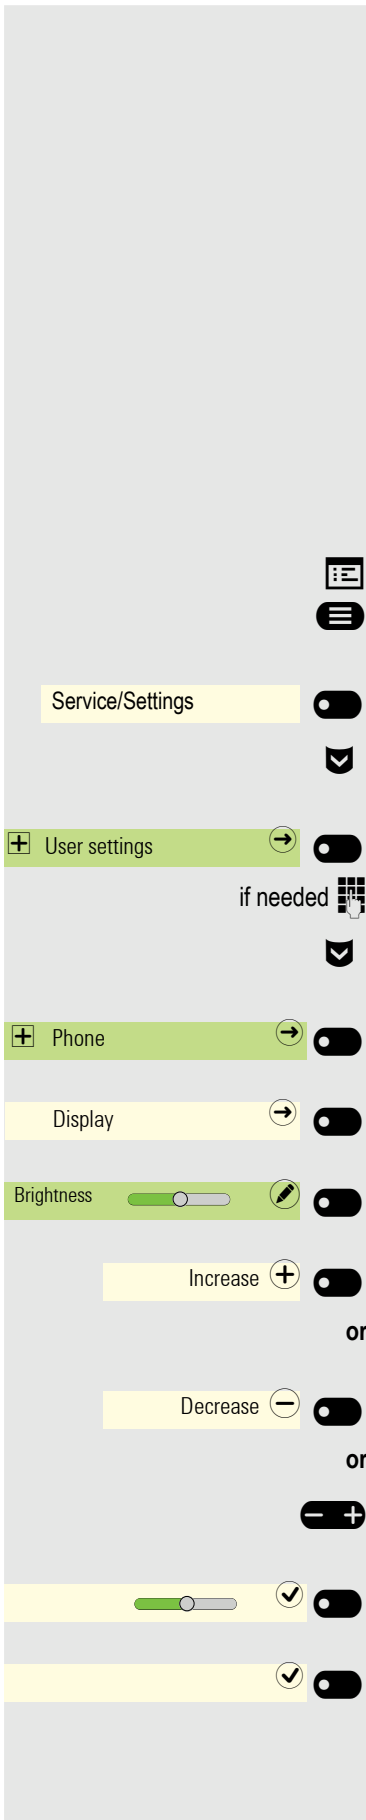 Service/Settings
User settings
if needed
Phone
Display
Brightness
Increase
or
Decrease
or